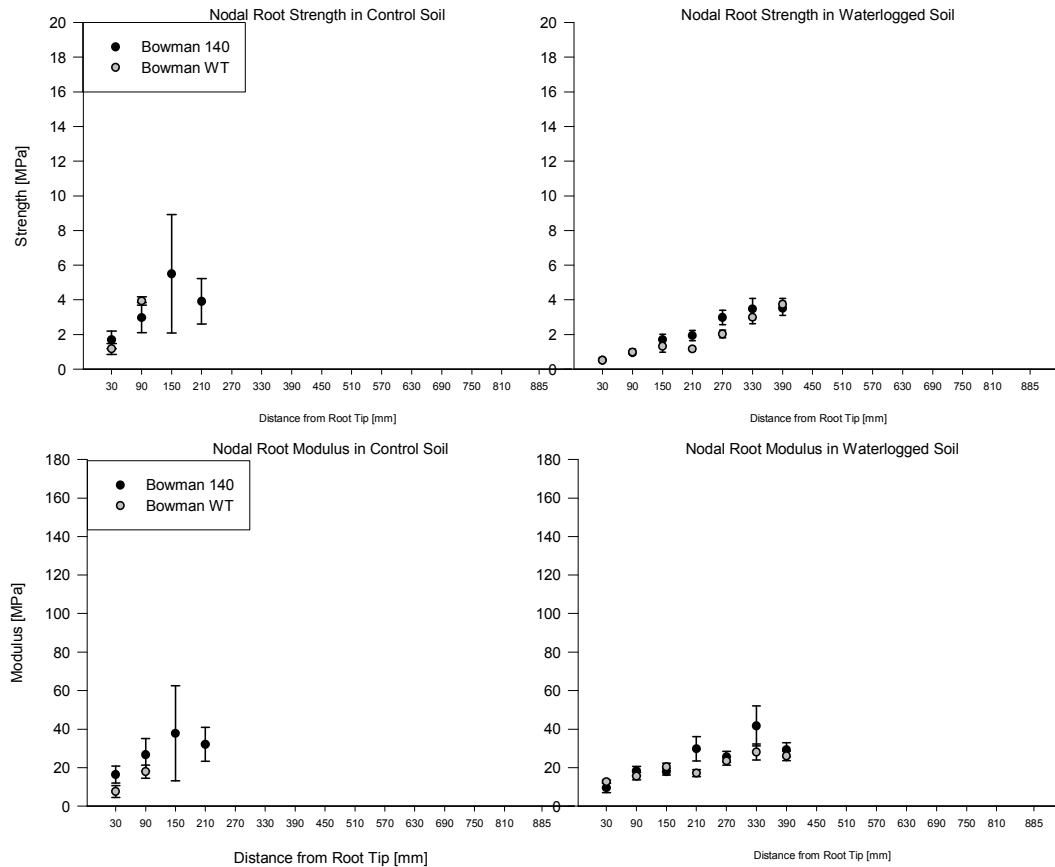 Nodal Root Strength in Control Soil
20
18
16
14
12
10
8
6
4
2
0
Strength [MPa]
Bowman 140
Bowman WT
30 90 150 210 270 330 390 450 510 570 630 690 750 810 885
Distance from Root Tip [mm]
Nodal Root Strength in Waterlogged Soil
20
18
16
14
12
10
8
6
4
2
0
30 90 150 210 270 330 390 450 510 570 630 690 750 810 885
Distance from Root Tip [mm]
Nodal Root Modulus in Control Soil
180
160
140
120
100
80
60
40
20
0
Modulus [MPa]
Bowman 140
Bowman WT
30 90 150 210 270 330 390 450 510 570 630 690 750 810 885
Distance from Root Tip [mm]
Nodal Root Modulus in Waterlogged Soil
180
160
140
120
100
80
60
40
20
0
30 90 150 210 270 330 390 450 510 570 630 690 750 810 885
Distance from Root Tip [mm]